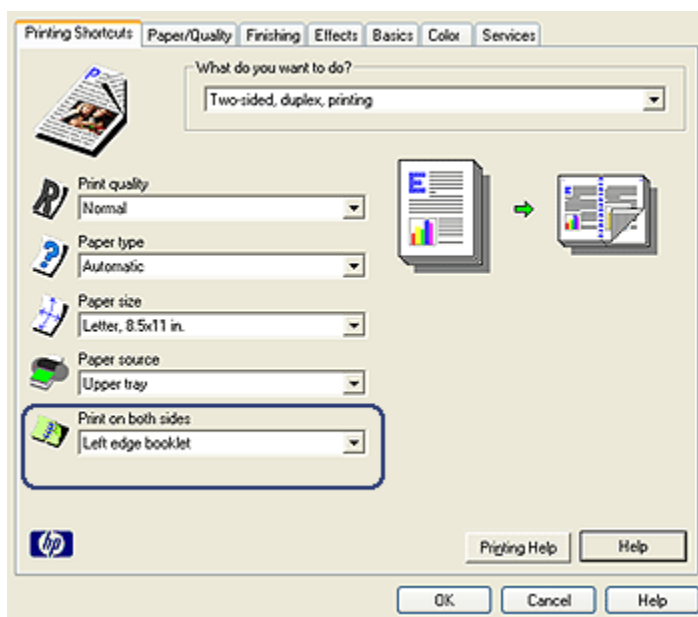 Printing Shortcuts Paper/Quality Finishing Effects Basics Color Services
What do you want to do?
Two-sided, duplex, printing
Print quality
Normal
Paper type
Automatic
Paper size
Letter, 8.5x11 in.
Paper source
Upper tray
Print on both sides
Left edge booklet
hp
Printing Help Help
OK Cancel Help